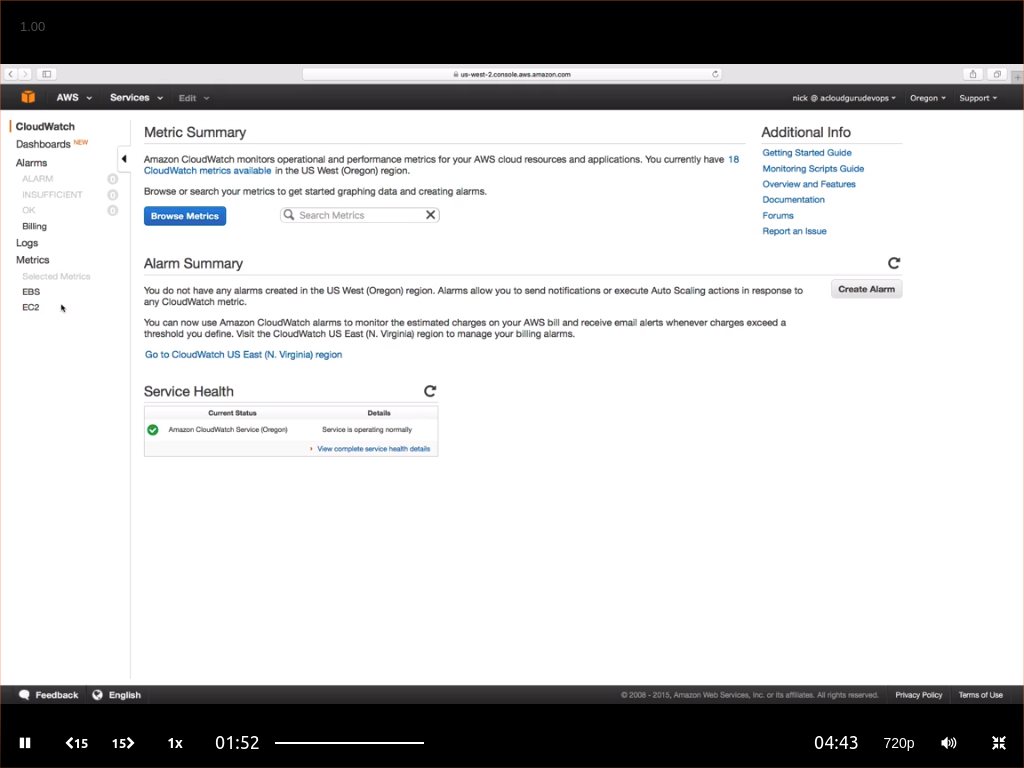 1.00
us-west-2.console.aws.amazon.com
AWS Services Edit nick @ acloudgurudevops Oregon Support
CloudWatch
Dashboards NEW
Alarms
ALARM 0
INSUFFICIENT 0
OK 0
Billing
Logs
Metrics
Selected Metrics
EBS
EC2
Metric Summary
Amazon CloudWatch monitors operational and performance metrics for your AWS cloud resources and applications. You currently have 18
CloudWatch metrics available in the US West (Oregon) region.
Browse or search your metrics to get started graphing data and creating alarms.
Browse Metrics Search Metrics
Alarm Summary
You do not have any alarms created in the US West (Oregon) region. Alarms allow you to send notifications or execute Auto Scaling actions in response to
any CloudWatch metric.
Create Alarm
You can now use Amazon CloudWatch alarms to monitor the estimated charges on your AWS bill and receive email alerts whenever charges exceed a
threshold you define. Visit the CloudWatch US East (N. Virginia) region to manage your billing alarms.
Go to CloudWatch US East (N. Virginia) region
Service Health
Current Status Details
Amazon CloudWatch Service (Oregon) Service is operating normally
View complete service health details
Additional Info
Getting Started Guide
Monitoring Scripts Guide
Overview and Features
Documentation
Forums
Report an Issue
Feedback English © 2008 - 2015, Amazon Web Services, Inc. or its affiliates. All rights reserved. Privacy Policy Terms of Use
15 15 1x 01:52 04:43 720p